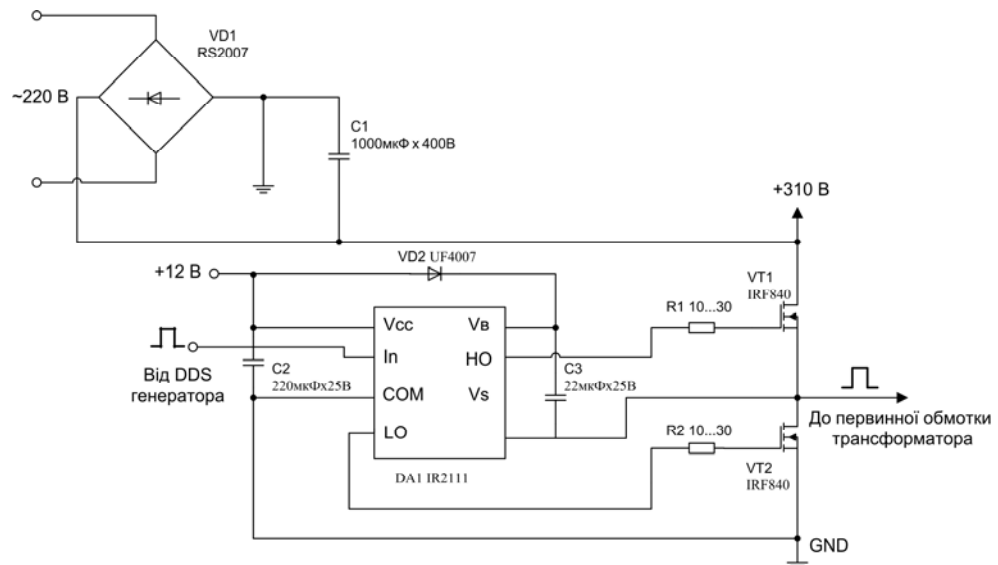 VD1
RS2007
~220 В
C1
1000мкФ x 400В
+310 В
VD2 UF4007
+12 В
VT1
IRF840
R1 10...30
Vcc
VВ
In
HO
C2
220мкФx25В
C3
22мкФx25В
COM
Vs
LO
Від DDS
генератора
До первинної обмотки
трансформатора
R2 10...30
VT2
IRF840
DA1 IR2111
GND